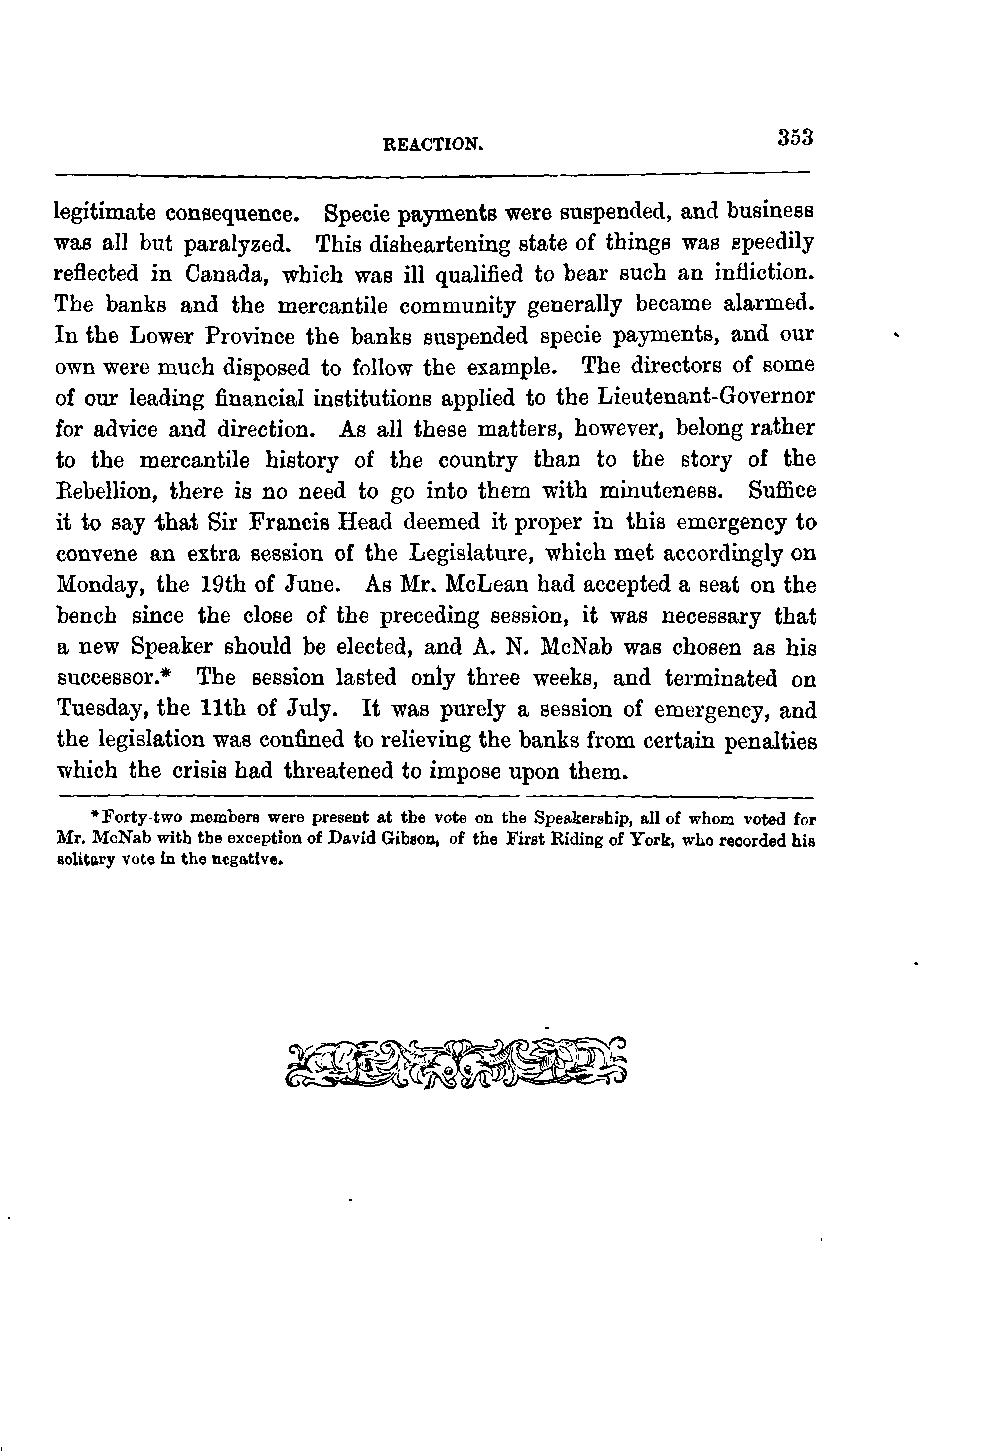 REACTION. 353
legitimate consequence. Specie payments were suspended, and business
was all but paralyzed. This disheartening state of things was speedily
reflected in Canada, which was ill qualified to bear such an infliction.
The banks and the mercantile community generally became alarmed.
In the Lower Province the banks suspended specie payments, and our
own were much disposed to follow the example. The directors of some
of our leading financial institutions applied to the Lieutenant-Governor
for advice and direction. As all these matters, however, belong rather
to the mercantile history of the country than to the story of the
Rebellion, there is no need to go into them with minuteness. Suffice
it to say that Sir Francis Head deemed it proper in this emergency to
convene an extra session of the Legislature, which met accordingly on
Monday, the 19th of June. As Mr. McLean had accepted a seat on the
bench since the close of the preceding session, it was necessary that
a new Speaker should be elected, and A. N. McNab was chosen as his
successor.* The session lasted only three weeks, and terminated on
Tuesday, the 11th of July. It was purely a session of emergency, and
the legislation was confined to relieving the banks from certain penalties
which the crisis had threatened to impose upon them.
*Forty-two members were present at the vote on the Speakership, all of whom voted for
Mr. McNab with the exception of David Gibson, of the First Riding of York, who recorded his
solitary vote in the negative.